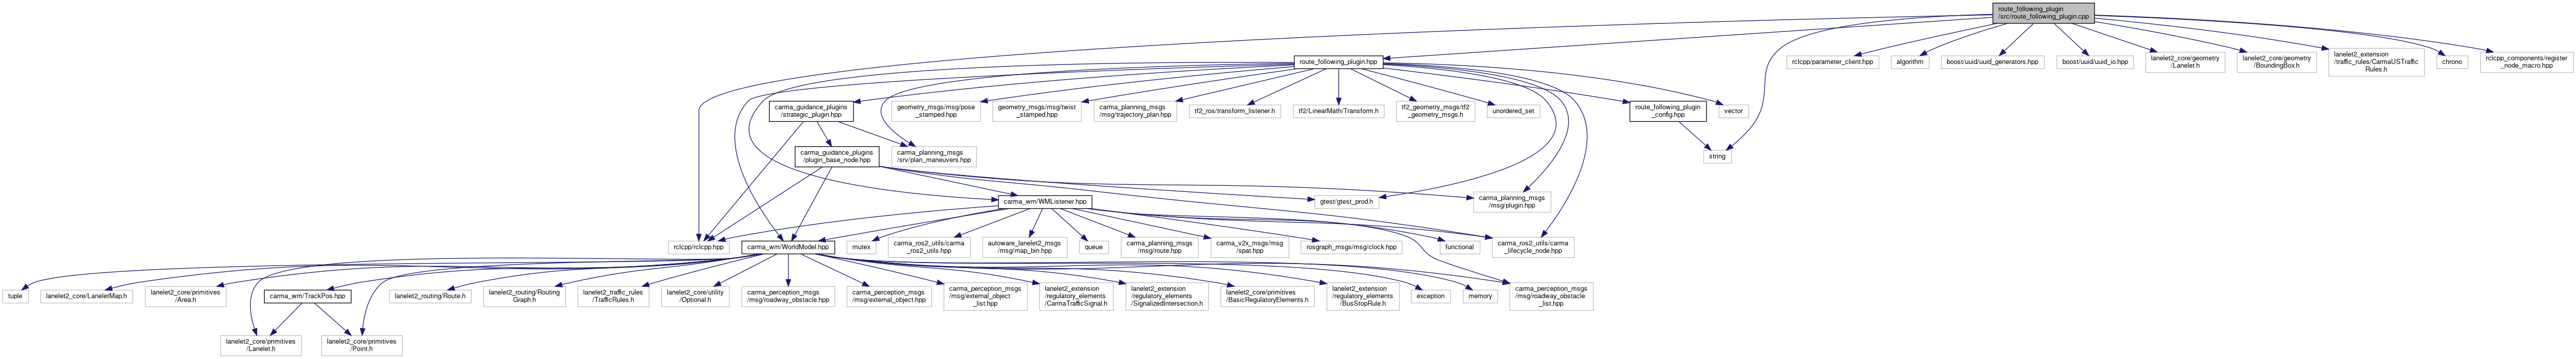 route_following_plugin
/src/route_following_plugin.cpp
route_following_plugin.hpp
rclcpp/parameter_client.hpp
algorithm
boost/uuid/uuid_generators.hpp
boost/uuid/uuid_io.hpp
lanelet2_core/geometry
/Lanelet.h
lanelet2_core/geometry
/BoundingBox.h
lanelet2_extension
/traffic_rules/CarmaUSTraffic
Rules.h
chrono
rclcpp_components/register
_node_macro.hpp
carma_guidance_plugins
/strategic_plugin.hpp
geometry_msgs/msg/pose
_stamped.hpp
geometry_msgs/msg/twist
_stamped.hpp
carma_planning_msgs
/msg/trajectory_plan.hpp
tf2_ros/transform_listener.h
tf2/LinearMath/Transform.h
tf2_geometry_msgs/tf2
_geometry_msgs.h
unordered_set
route_following_plugin
_config.hpp
vector
carma_guidance_plugins
/plugin_base_node.hpp
carma_planning_msgs
/srv/plan_maneuvers.hpp
string
carma_wm/WMListener.hpp
gtest/gtest_prod.h
carma_planning_msgs
/msg/plugin.hpp
rclcpp/rclcpp.hpp
carma_wm/WorldModel.hpp
mutex
carma_ros2_utils/carma
_ros2_utils.hpp
autoware_lanelet2_msgs
/msg/map_bin.hpp
queue
carma_planning_msgs
/msg/route.hpp
carma_v2x_msgs/msg
/spat.hpp
rosgraph_msgs/msg/clock.hpp
functional
carma_ros2_utils/carma
_lifecycle_node.hpp
tuple
lanelet2_core/LaneletMap.h
lanelet2_core/primitives
/Area.h
carma_wm/TrackPos.hpp
lanelet2_routing/Route.h
lanelet2_routing/Routing
Graph.h
lanelet2_traffic_rules
/TrafficRules.h
lanelet2_core/utility
/Optional.h
carma_perception_msgs
/msg/roadway_obstacle.hpp
carma_perception_msgs
/msg/external_object.hpp
carma_perception_msgs
/msg/external_object
_list.hpp
lanelet2_extension
/regulatory_elements
/CarmaTrafficSignal.h
lanelet2_extension
/regulatory_elements
/SignalizedIntersection.h
lanelet2_core/primitives
/BasicRegulatoryElements.h
lanelet2_extension
/regulatory_elements
/BusStopRule.h
exception
memory
carma_perception_msgs
/msg/roadway_obstacle
_list.hpp
lanelet2_core/primitives
/Lanelet.h
lanelet2_core/primitives
/Point.h